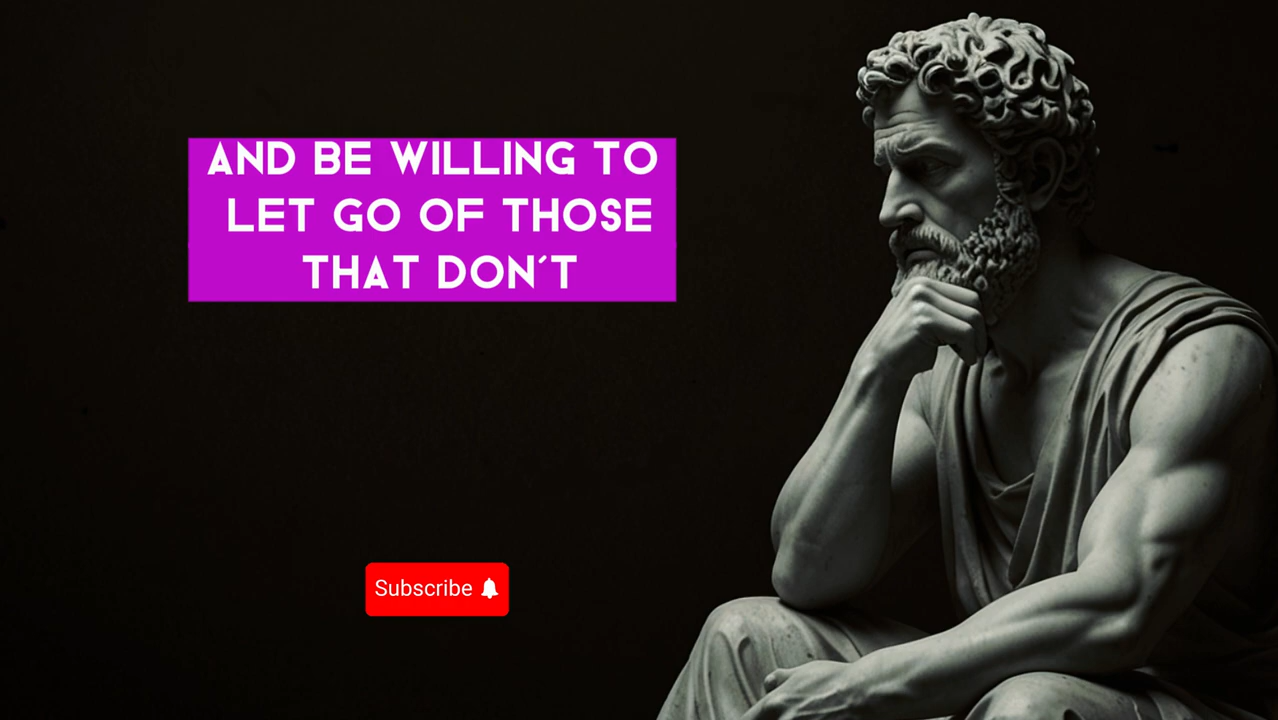 AND BE WILLING TO
LET GO OF THOSE
THAT DON´T
Subscribe